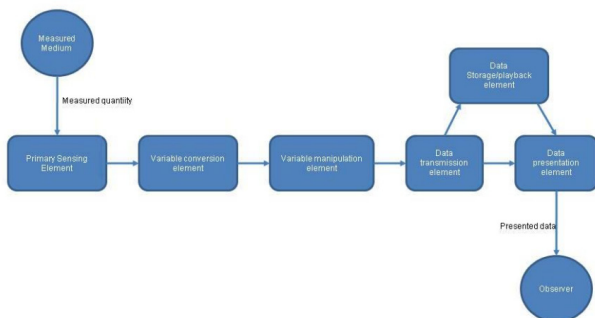 Measured
Medium
Measured quantiity
Data
Storage/playback
element
Primary Sensing
Element
Variable conversion
element
Variable manipulation
element
Data
transmission
element
Data
presentation
element
Presented data
Observer